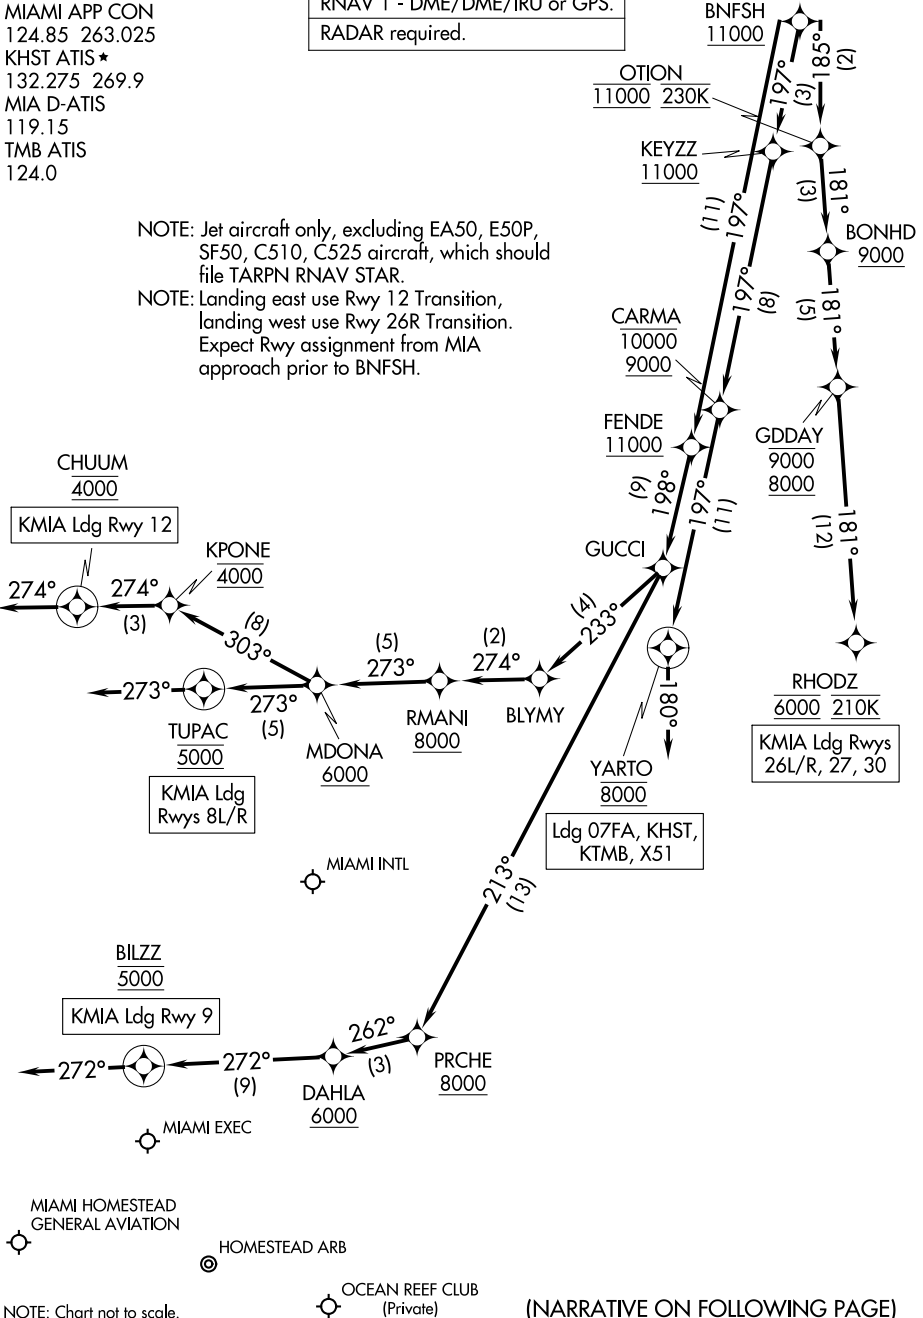 MIAMI APP CON
124.85 263.025
KHST ATIS★
132.275 269.9
MIA D-ATIS
119.15
TMB ATIS
124.0
RNAV 1 - DME/DME/IRU or GPS.
RADAR required.
NOTE: Jet aircraft only, excluding EA50, E50P,
SF50, C510, C525 aircraft, which should
file TARPN RNAV STAR.
NOTE: Landing east use Rwy 12 Transition,
landing west use Rwy 26R Transition.
Expect Rwy assignment from MIA
approach prior to BNFSH.
BNFSH
11000
185°
(2)
197°
(3)
OTION
11000 230K
KEYZZ
11000
181°
(3)
BONHD
9000
(11)
197°
197°
(8)
181°
(5)
CARMA
10000
9000
FENDE
11000
GDDAY
9000
8000
(9)
198°
197°
(11)
181°
(12)
GUCCI
CHUUM
4000
KMIA Ldg Rwy 12
KPONE
4000
274°
274°
(3)
(8)
303°
(4)
233°
(5)
273°
(2)
274°
273°
273°
(5)
TUPAC
5000
KMIA Ldg
Rwys 8L/R
MDONA
6000
RMANI
8000
BLYMY
180°
YARTO
8000
Ldg 07FA, KHST,
KTMB, X51
RHODZ
6000 210K
KMIA Ldg Rwys
26L/R, 27, 30
MIAMI INTL
213°
(13)
BILZZ
5000
KMIA Ldg Rwy 9
272°
272°
(9)
262°
(3)
DAHLA
6000
PRCHE
8000
MIAMI EXEC
MIAMI HOMESTEAD
GENERAL AVIATION
HOMESTEAD ARB
OCEAN REEF CLUB
(Private)
NOTE: Chart not to scale.
(NARRATIVE ON FOLLOWING PAGE)